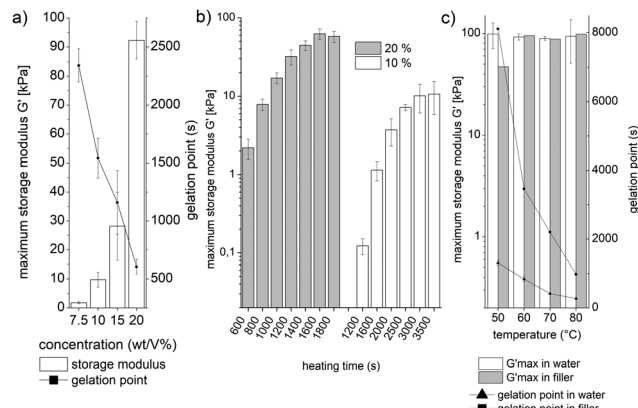 a)
maximum storage modulus G' [kPa]
100
90
80
70
60
50
40
30
20
10
0
2500
2000
1500
1000
500
gelation point (s)
7.5 10 15 20
concentration (wt/V%)
storage modulus
gelation point
b)
maximum storage modulus G' [kPa]
100
10
1
0,1
20 %
10 %
600
800
1000
1200
1400
1600
1800
1200
1600
2000
2500
3000
3500
heating time (s)
c)
maximum storage modulus G' [kPa]
100
10
1
8000
6000
4000
2000
0
gelation point (s)
50 60 70 80
temperature (°C)
G'max in water
G'max in filler
gelation point in water
gelation point in filler